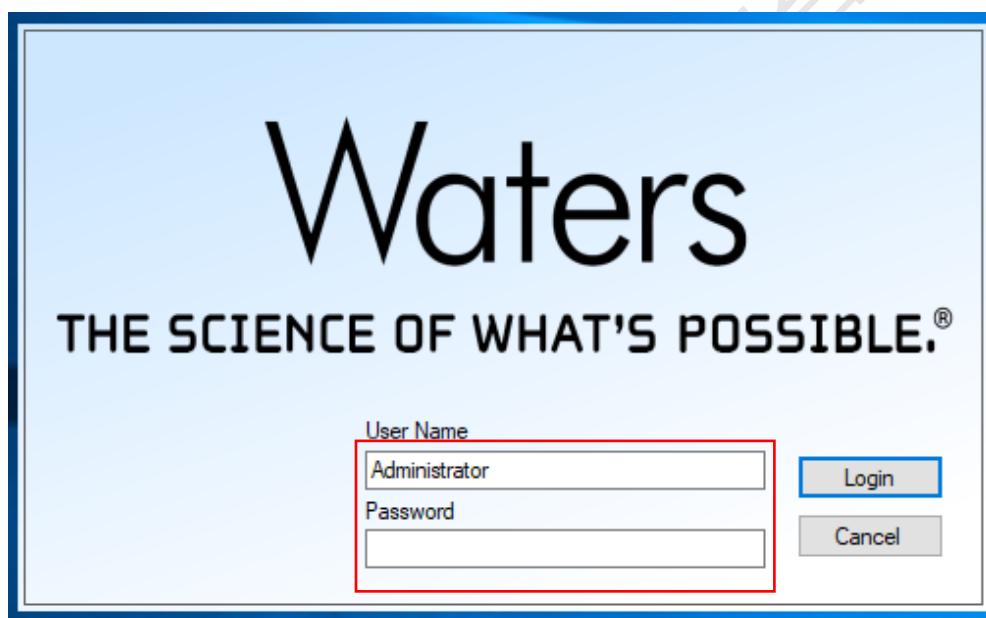 Waters
THE SCIENCE OF WHAT'S POSSIBLE.®
User Name
Administrator
Login
Password
Cancel